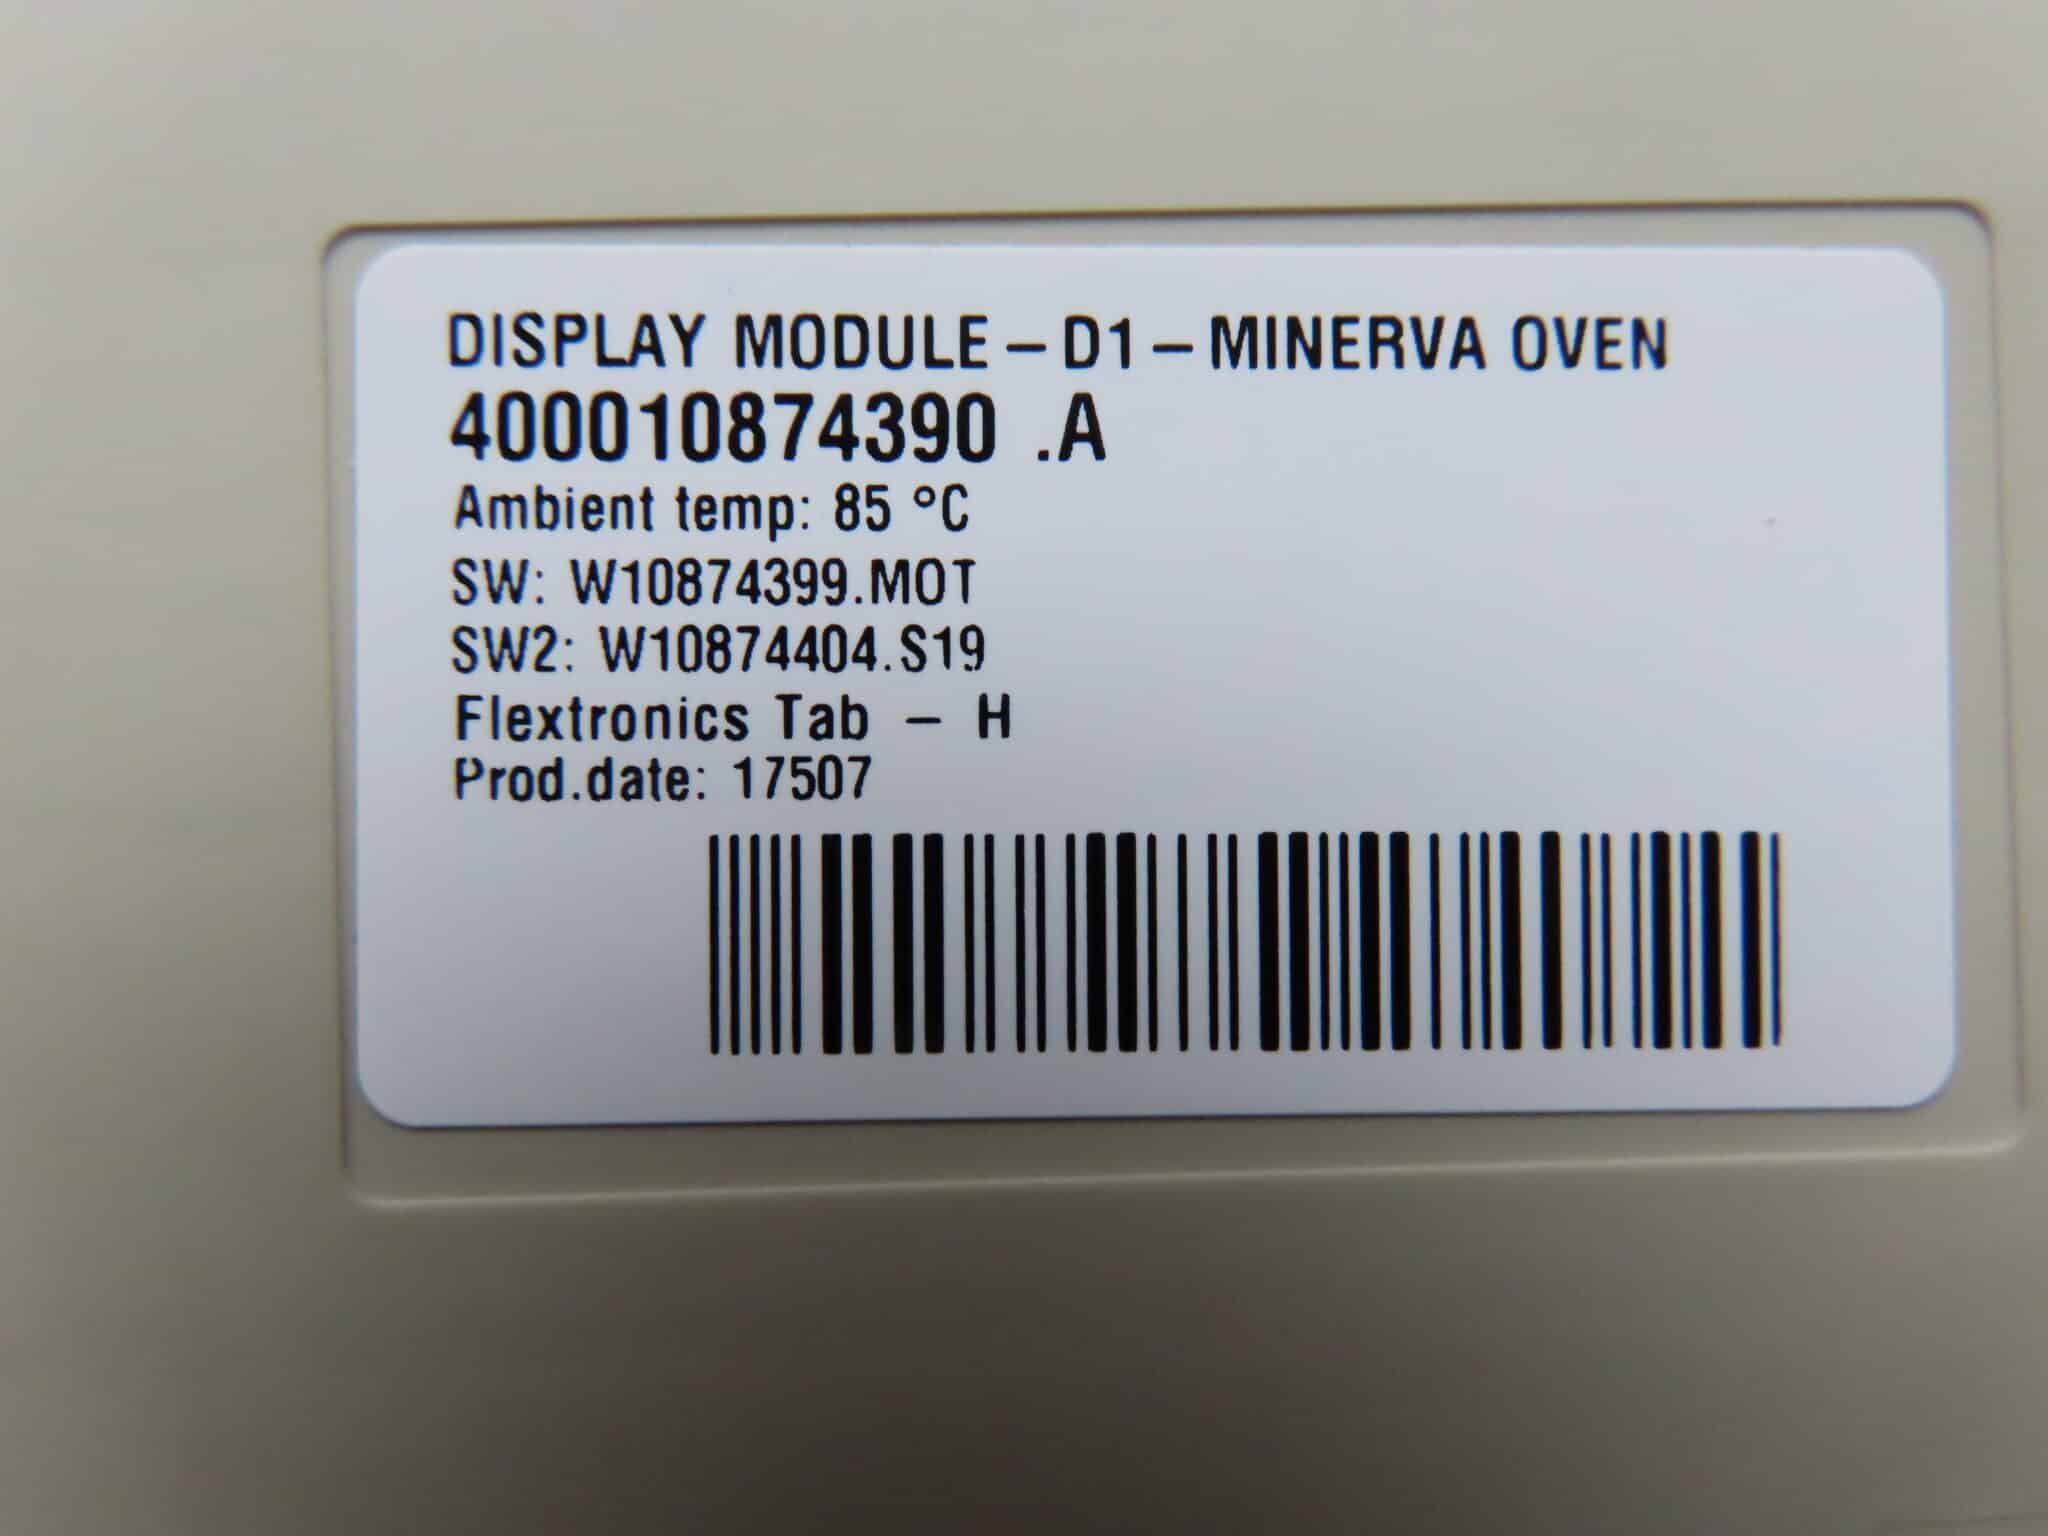 DISPLAY MODULE – D1 – MINERVA OVEN
400010874390 .A
Ambient temp: 85 °C
SW: W10874399.MOT
SW2: W10874404.S19
Flextronics Tab – H
Prod.date: 17507